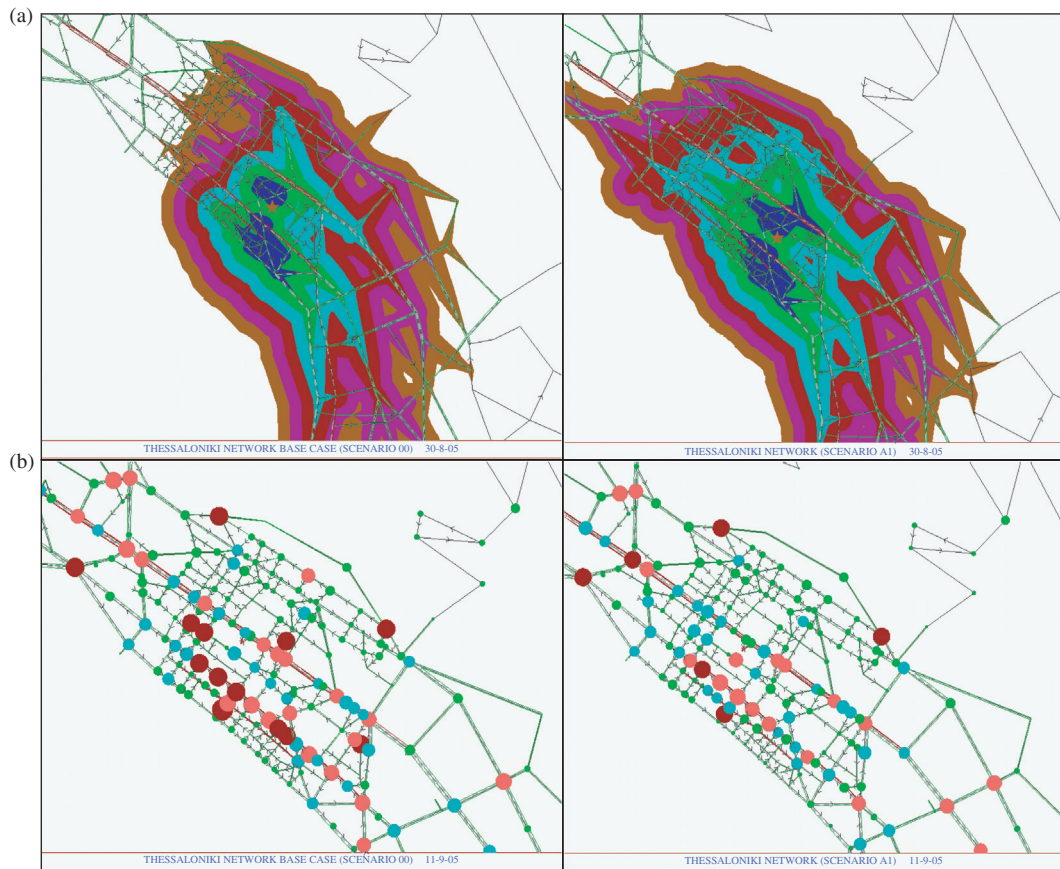 (a)
THESSALONIKI NETWORK BASE CASE (SCENARIO 00) 30-8-05
THESSALONIKI NETWORK (SCENARIO A1) 30-8-05
(b)
THESSALONIKI NETWORK BASE CASE (SCENARIO 00) 11-9-05
THESSALONIKI NETWORK (SCENARIO A1) 11-9-05